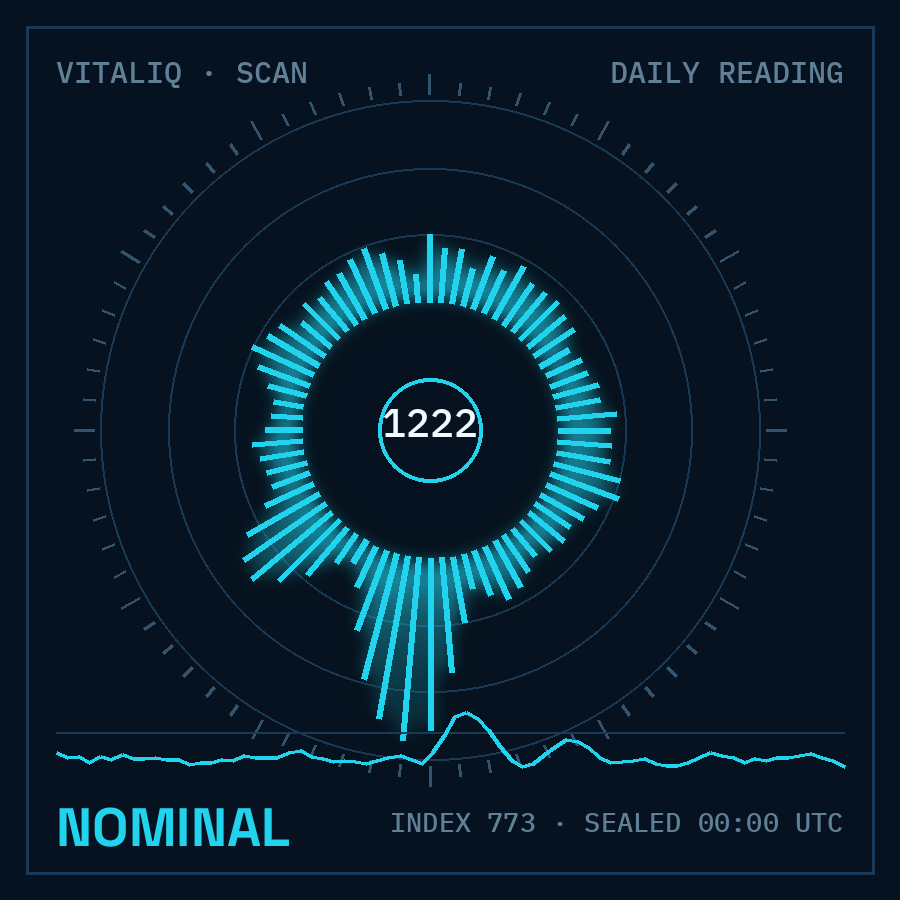 VITALIQ · SCAN
DAILY READING
1222
NOMINAL
INDEX 773 · SEALED 00:00 UTC